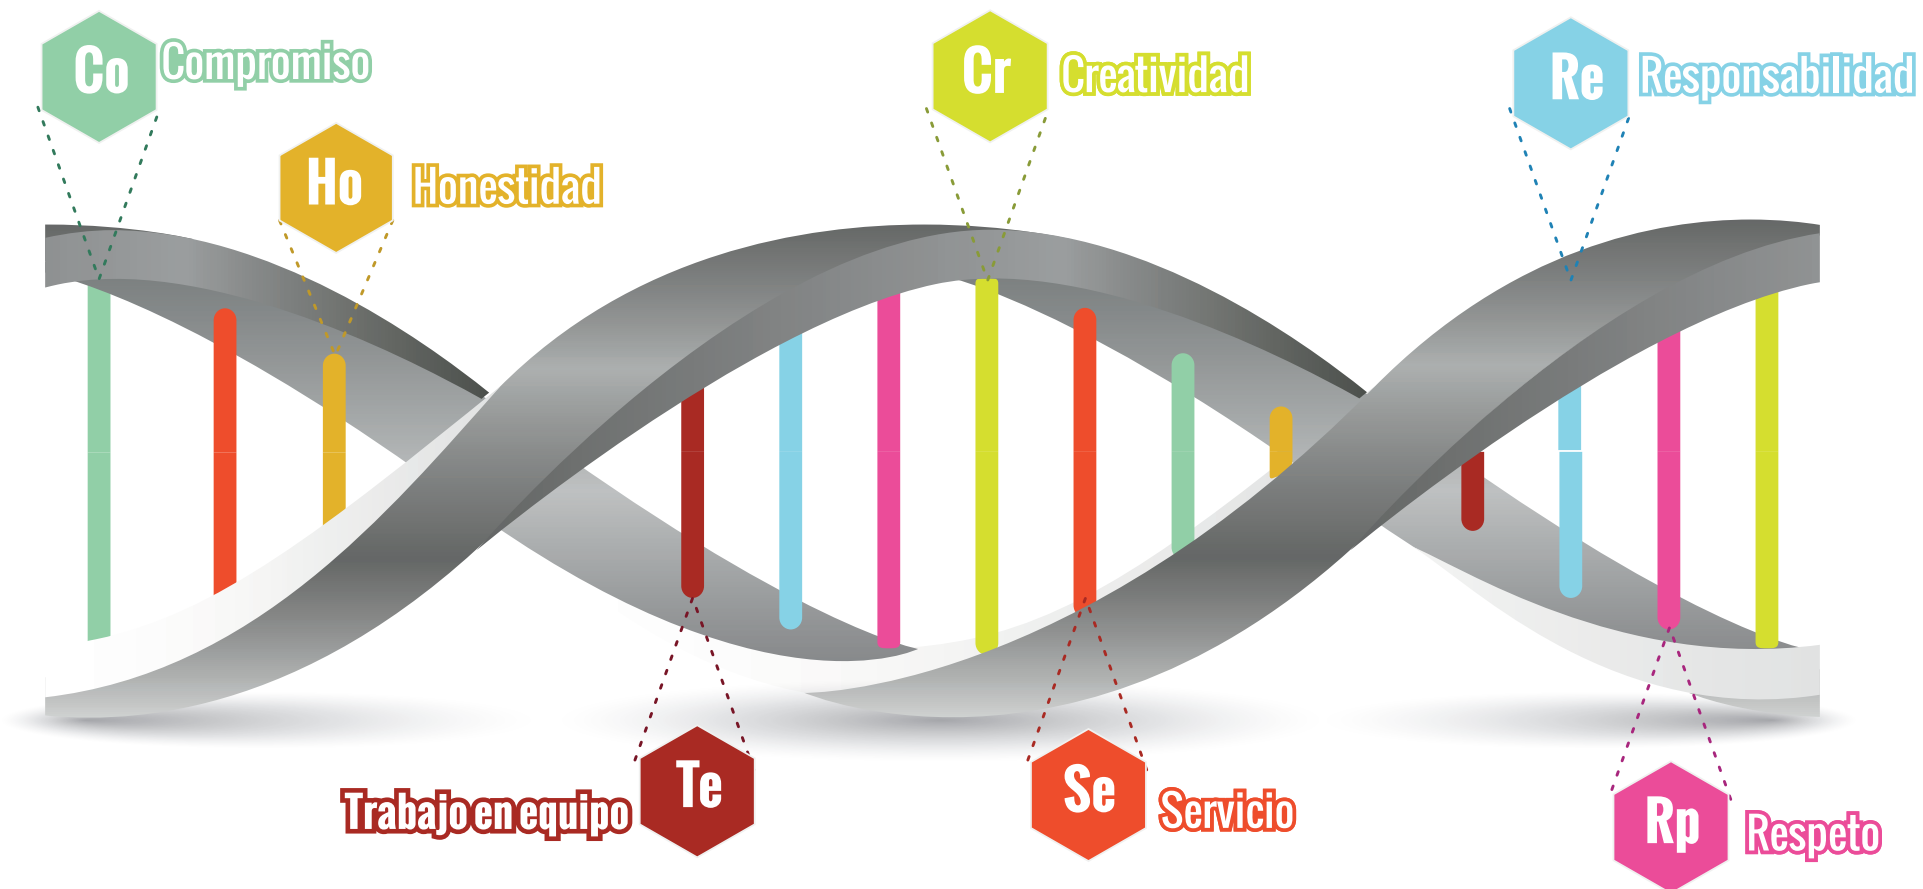 Co
Compromiso
Ho
Honestidad
Cr
Creatividad
Re
Responsabilidad
Te
Trabajo en equipo
Se
Servicio
Rp
Respeto